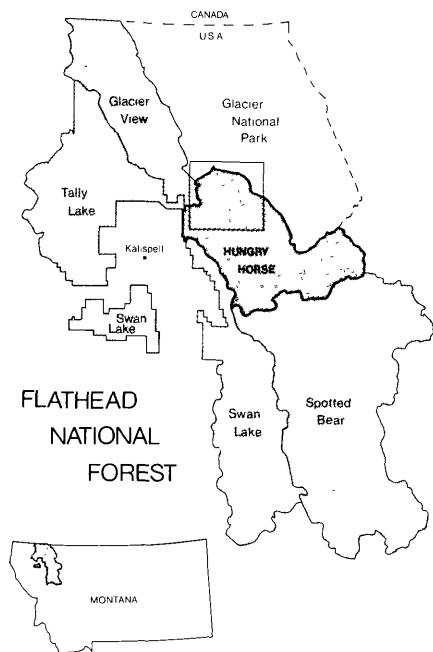 CANADA
USA
Glacier
View
Glacier
National
Park
Tally
Lake
Kalispell
HUNGRY
HORSE
Swan
Lake
FLATHEAD
NATIONAL
FOREST
Swan
Lake
Spotted
Bear
MONTANA